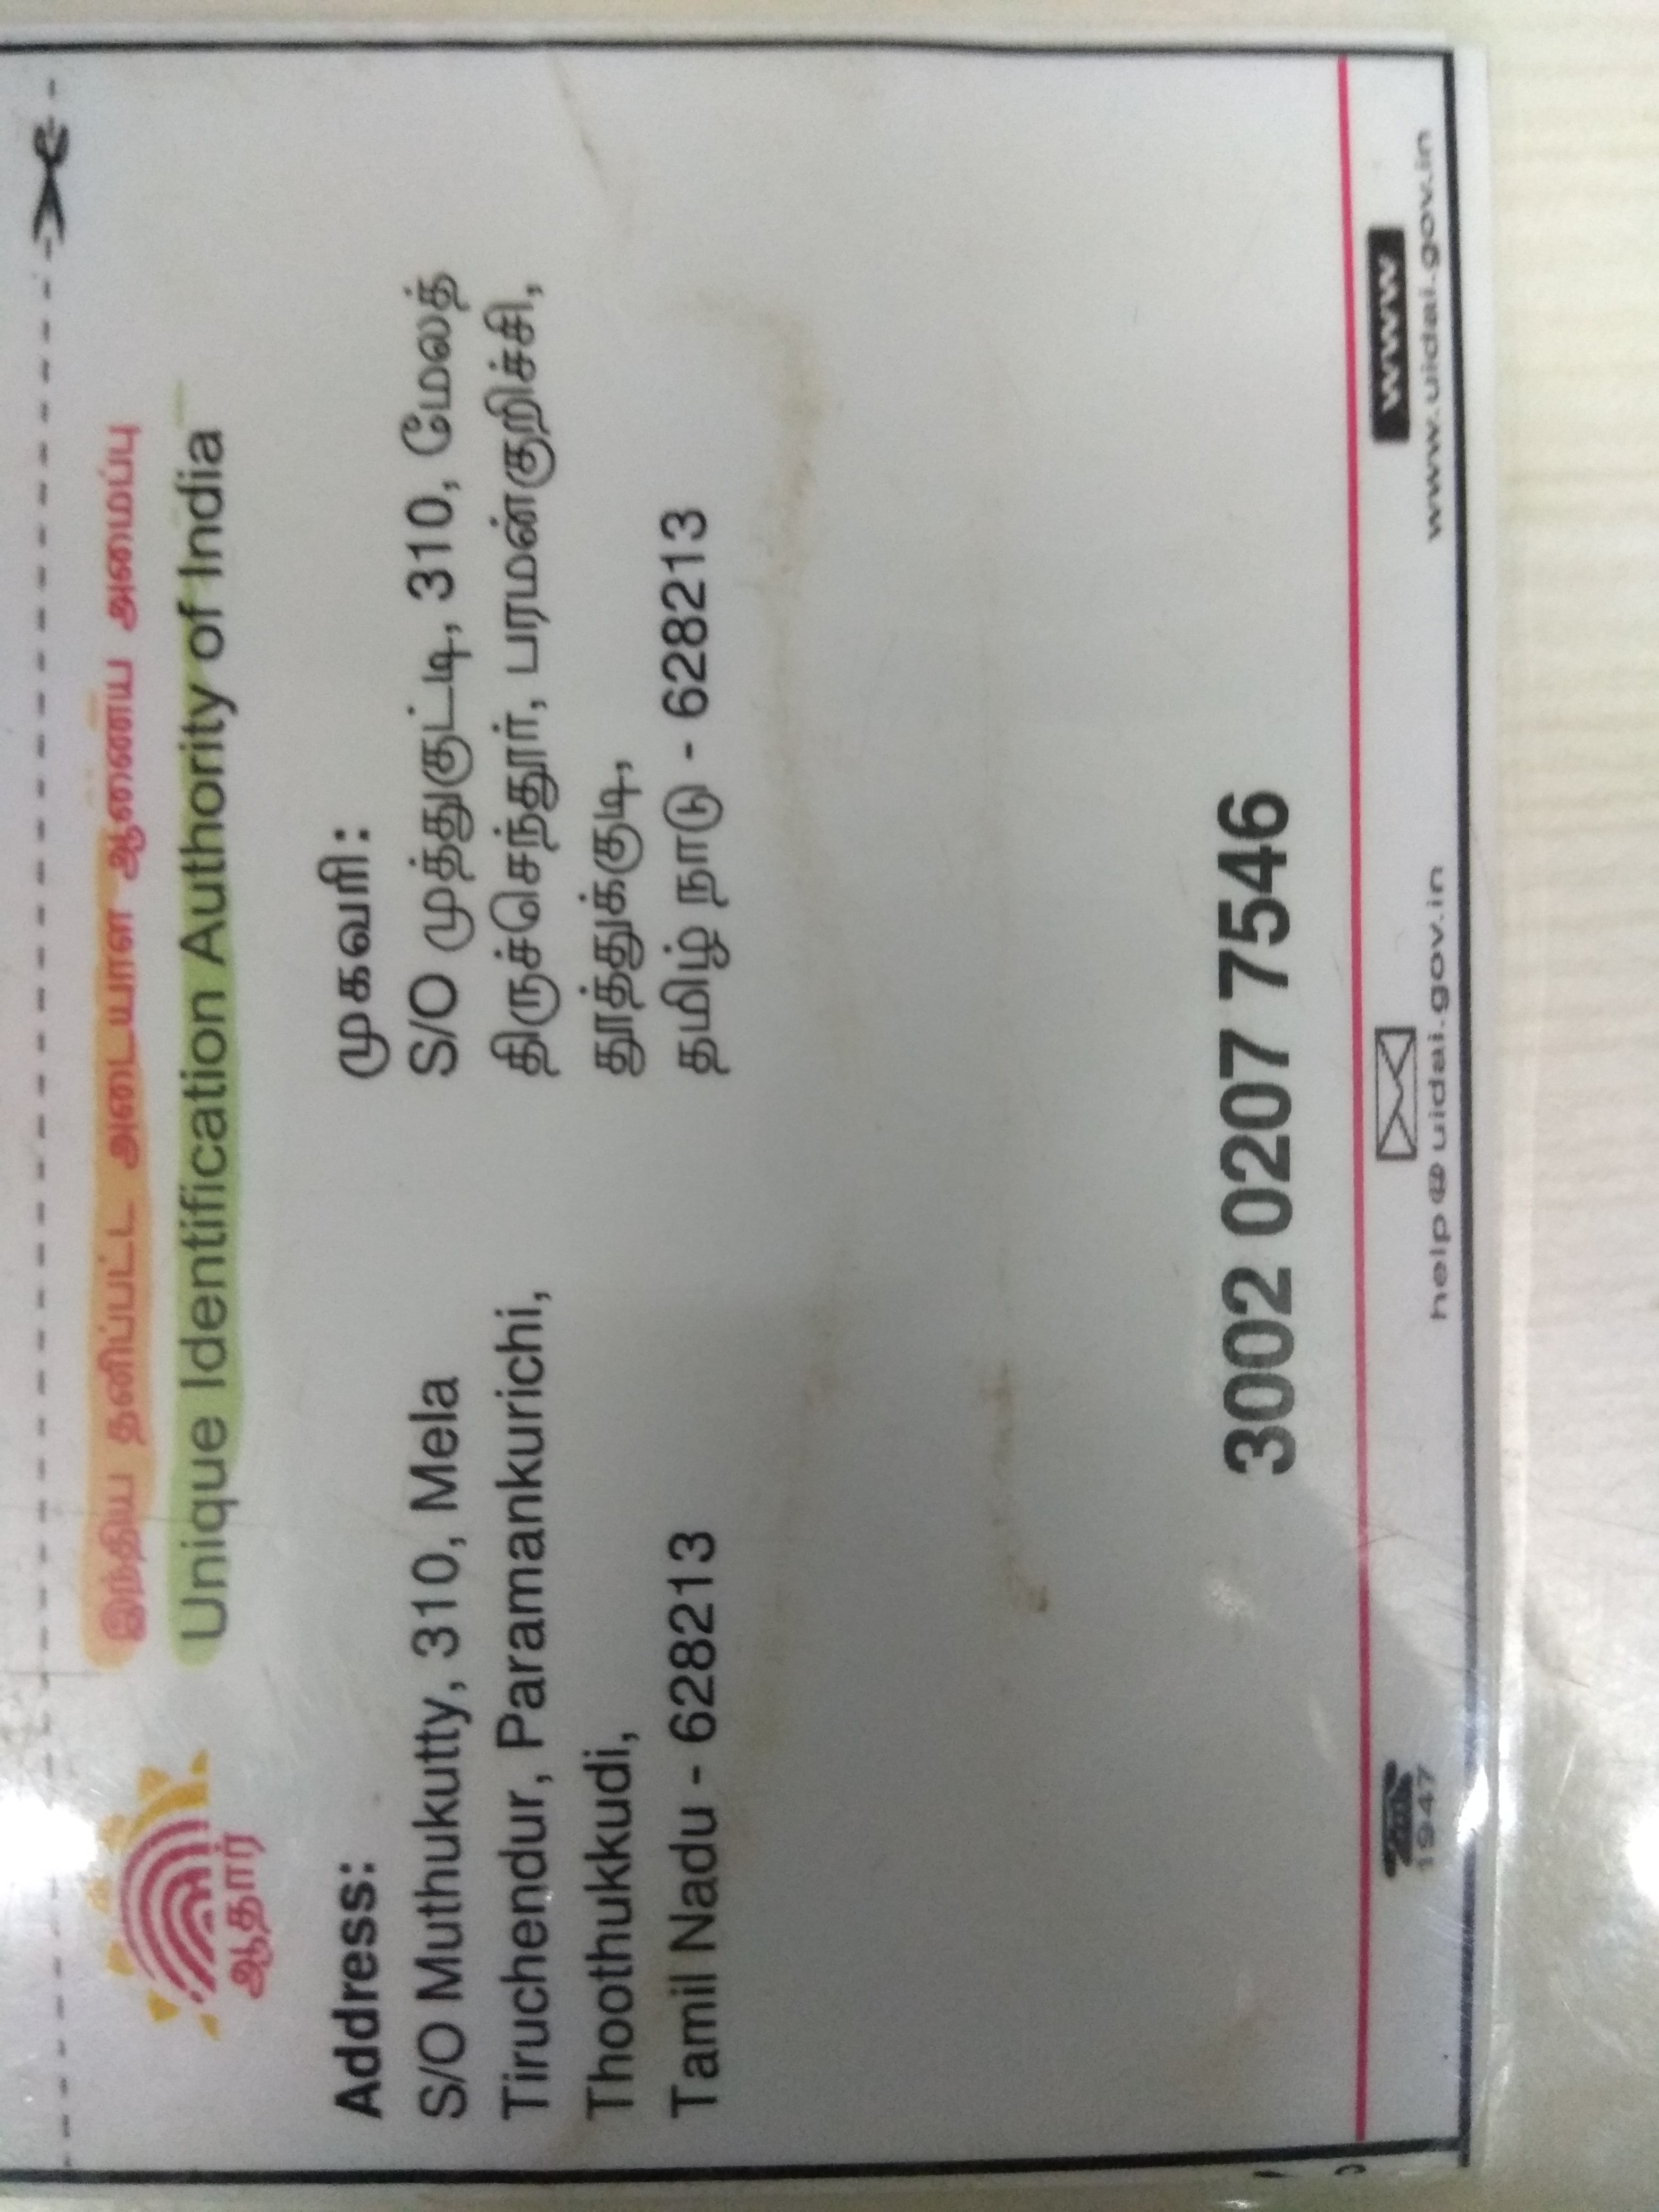 இந்திய தனிப்பட்ட அடையாள ஆணைய அமைப்பு
Unique Identification Authority of India
ஆதார்
Address:
S/O Muthukutty, 310, Mela
Tiruchendur, Paramankurichi,
Thoothukkudi,
Tamil Nadu - 628213
முகவரி:
S/O முத்துகுட்டி, 310, மேலத்
திருச்செந்தூர், பரமன்குறிச்சி,
தூத்துக்குடி,
தமிழ் நாடு - 628213
3002 0207 7546
1947
help@uidai.gov.in
www
www.uidai.gov.in